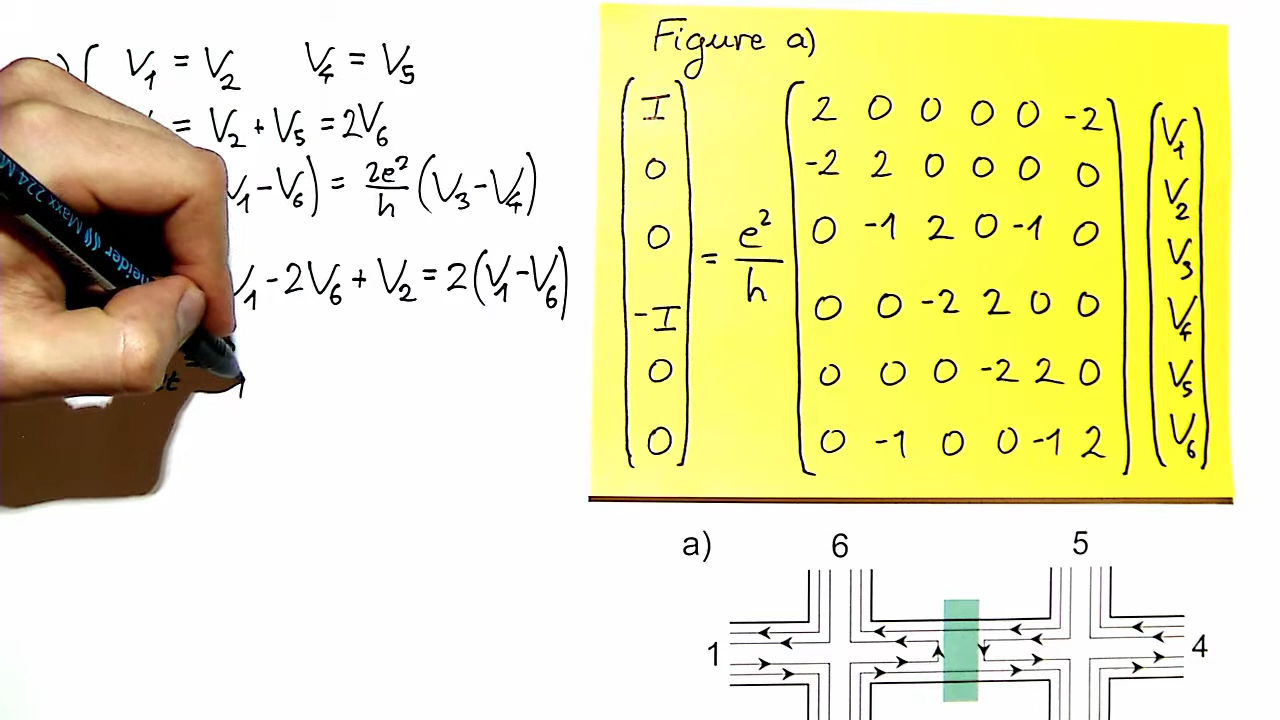 V₁ = V₂ V₄ = V₅
= V₂ + V₅ = 2V₆
V₁ - V₆) = 2e²/h (V₃ - V₄)
V₁ - 2V₆ + V₂ = 2(V₁ - V₆)
Figure a)
I 2 0 0 0 0 -2 V₁
0 -2 2 0 0 0 0 V₂
0 = e²/h 0 -1 2 0 -1 0 V₃
-I 0 0 -2 2 0 0 V₄
0 0 0 0 -2 2 0 V₅
0 0 -1 0 0 -1 2 V₆
a) 6 5
1 4
Maxx 224 M